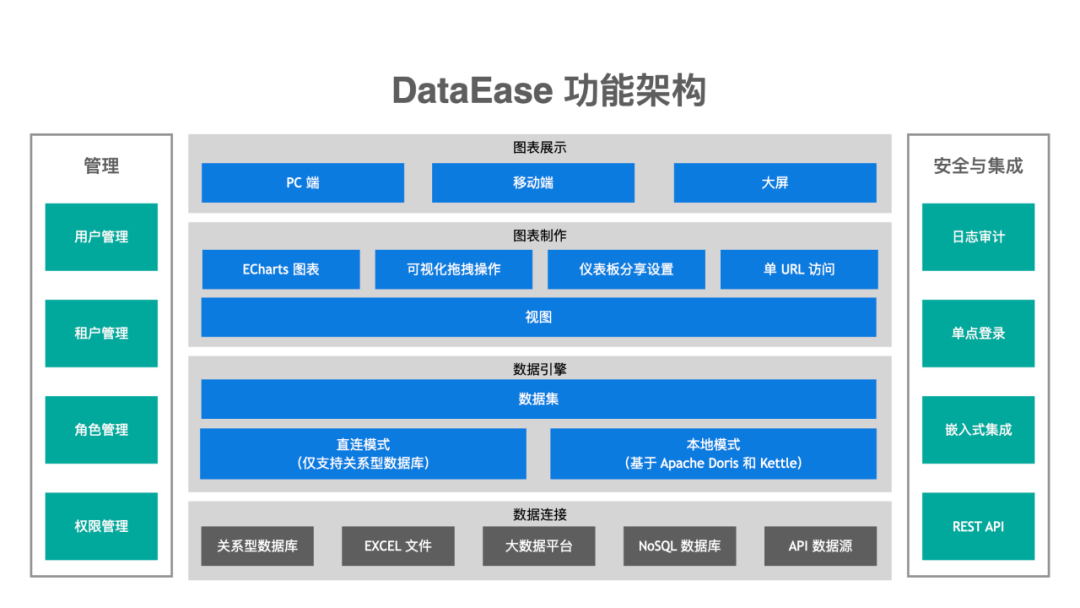 DataEase 功能架构
管理
用户管理
租户管理
角色管理
权限管理
图表展示
PC 端
移动端
大屏
图表制作
ECharts 图表
可视化拖拽操作
仪表板分享设置
单 URL 访问
视图
数据引擎
数据集
直连模式
（仅支持关系型数据库）
本地模式
（基于 Apache Doris 和 Kettle）
数据连接
关系型数据库
EXCEL 文件
大数据平台
NoSQL 数据库
API 数据源
安全与集成
日志审计
单点登录
嵌入式集成
REST API